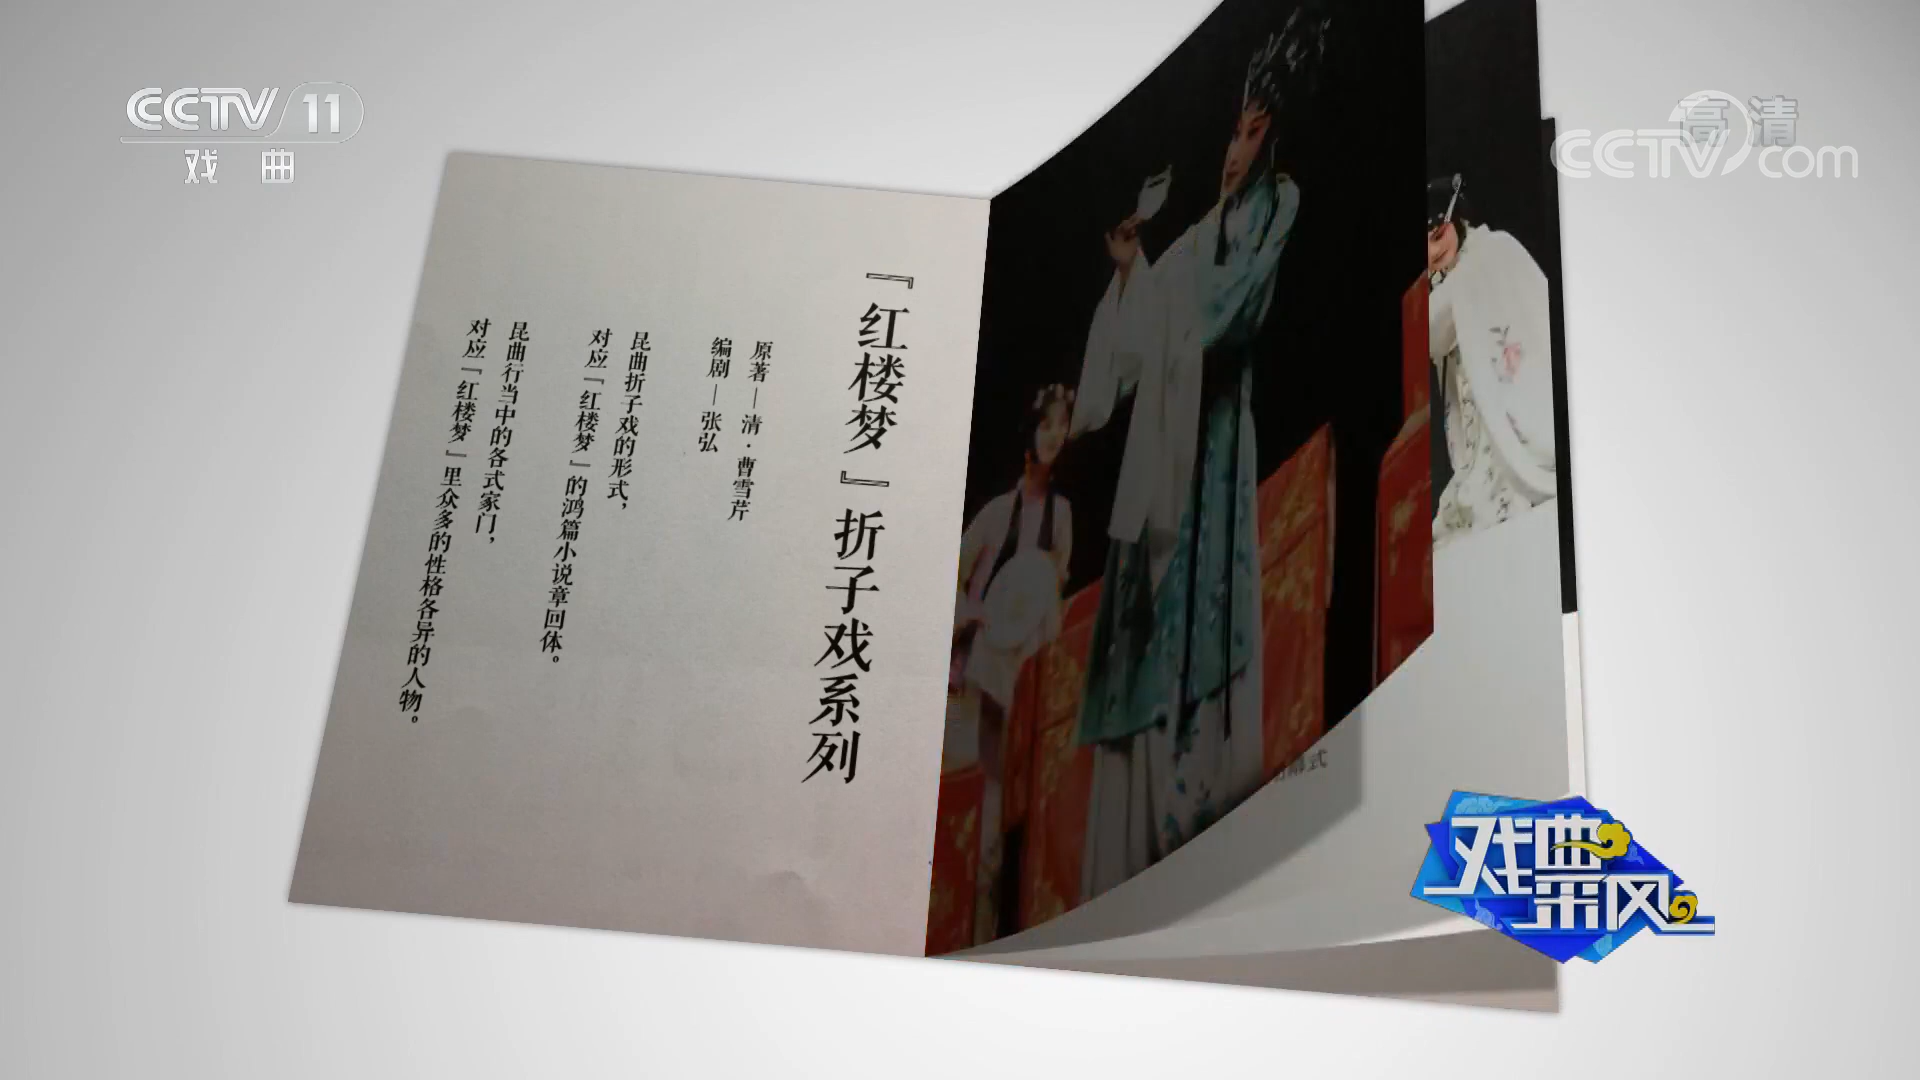 CCTV 11
戏曲
高清
CCTV.com
『红楼梦』折子戏系列
原著—清·曹雪芹
编剧—张弘
昆曲折子戏的形式，
对应『红楼梦』的鸿篇小说章回体。
昆曲行当中的各式家门，
对应『红楼梦』里众多的性格各异的人物。
戏曲采风